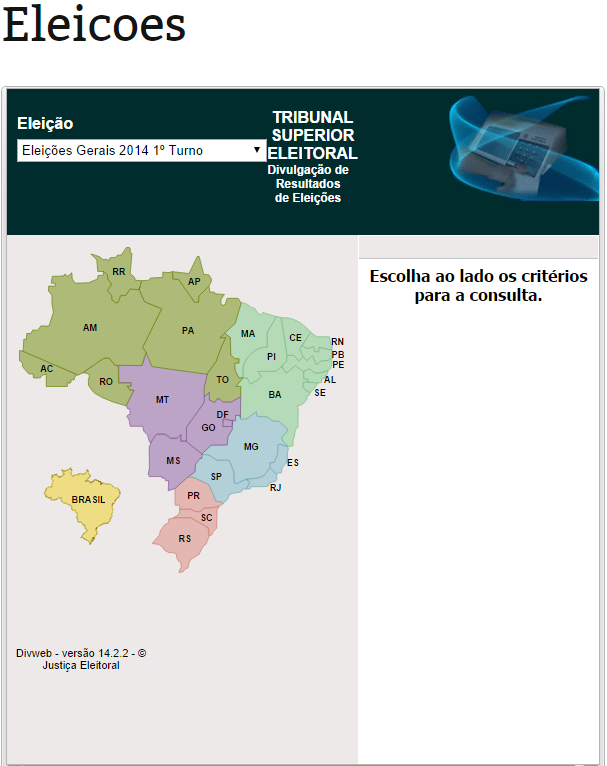 Eleicoes
Eleição
Eleições Gerais 2014 1º Turno
TRIBUNAL
SUPERIOR
ELEITORAL
Divulgação de
Resultados
de Eleições
Escolha ao lado os critérios
para a consulta.
RR
AP
AM
PA
MA
CE
RN
PB
PI
PE
AC
RO
TO
AL
SE
BA
MT
DF
GO
MG
MS
SP
ES
RJ
BRASIL
PR
SC
RS
Divweb - versão 14.2.2 - ©
Justiça Eleitoral